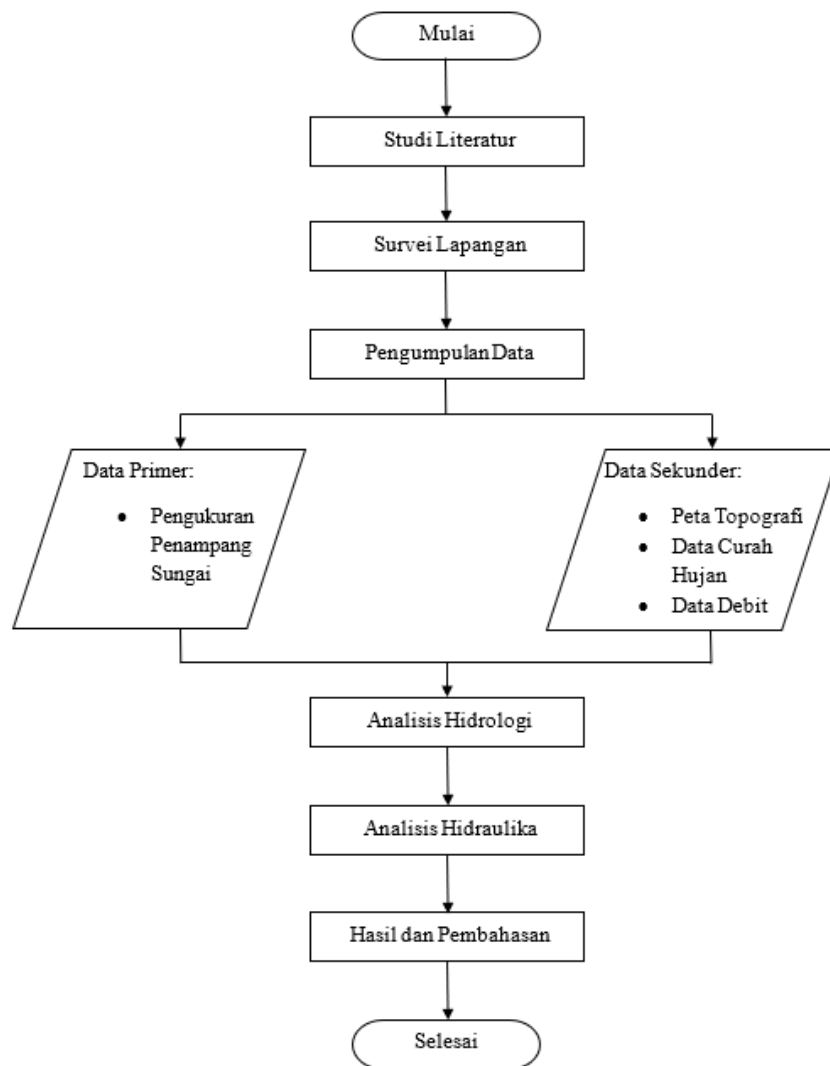 Mulai
Studi Literatur
Survei Lapangan
Pengumpulan Data
Data Primer:
● Pengukuran
Penampang
Sungai
Data Sekunder:
● Peta Topografi
● Data Curah
Hujan
● Data Debit
Analisis Hidrologi
Analisis Hidraulika
Hasil dan Pembahasan
Selesai